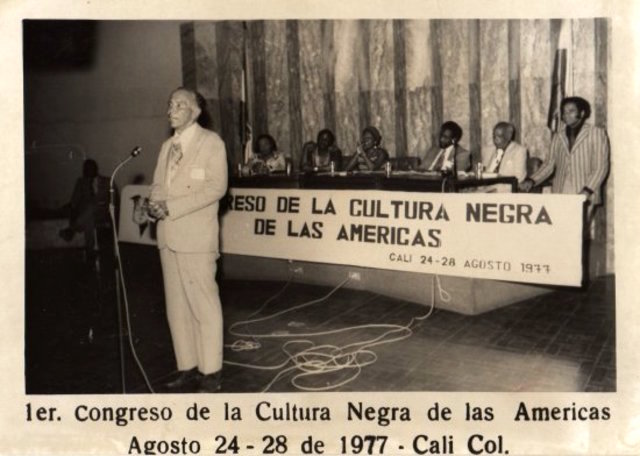 RESO DE LA CULTURA NEGRA
DE LAS AMERICAS
CALI 24-28 AGOSTO 1977
1er. Congreso de la Cultura Negra de las Americas
Agosto 24 - 28 de 1977 - Cali Col.